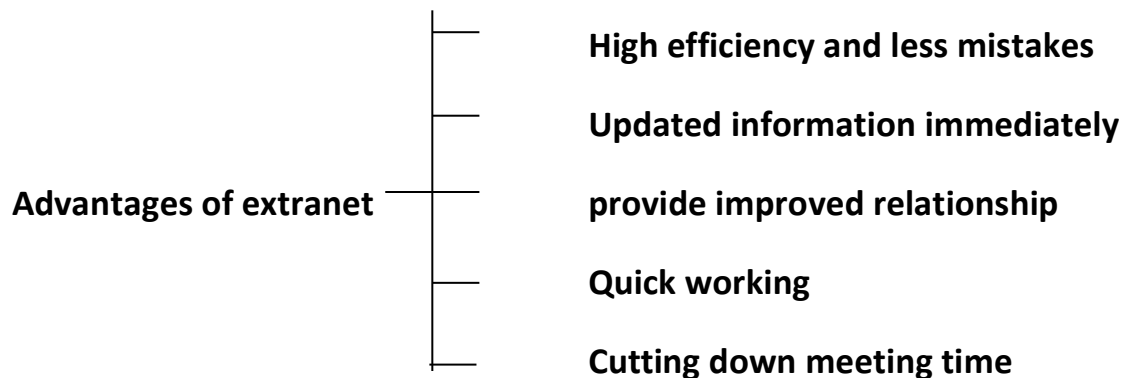 High efficiency and less mistakes
Updated information immediately
Advantages of extranet
provide improved relationship
Quick working
Cutting down meeting time